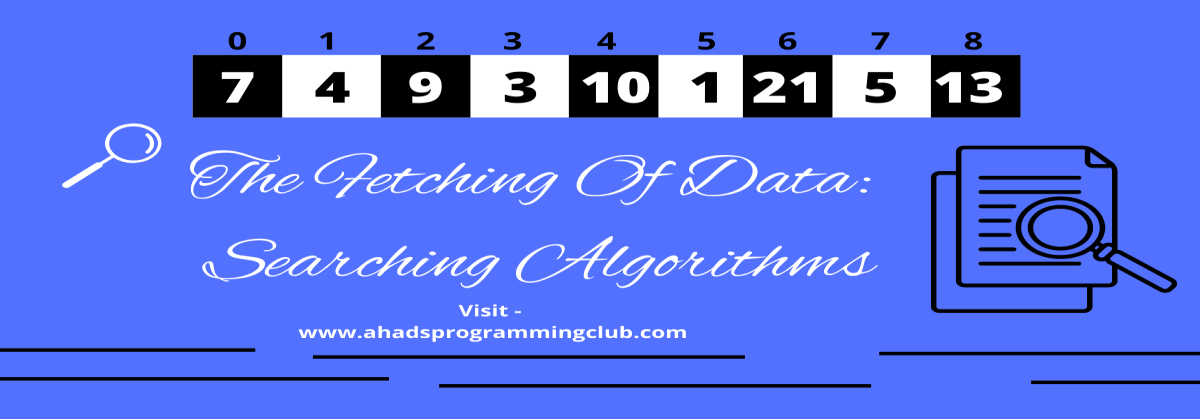 0 1 2 3 4 5 6 7 8
7 4 9 3 10 1 21 5 13
The Fetching Of Data:
Searching Algorithms
Visit -
www.ahadsprogrammingclub.com